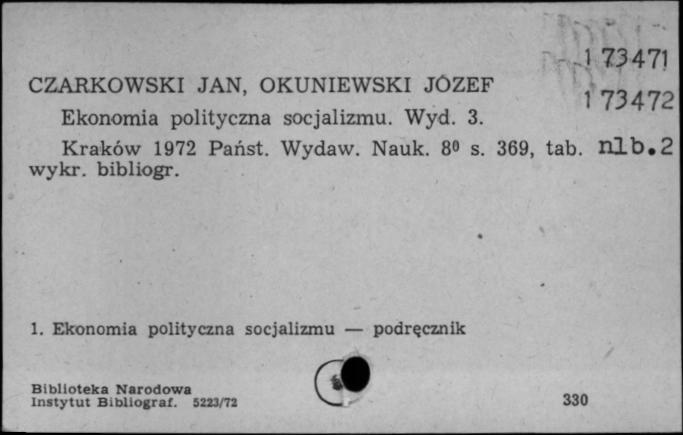 1 73471
CZARKOWSKI JAN, OKUNIEWSKI JÓZEF
1 73472
Ekonomia polityczna socjalizmu. Wyd. 3.
Kraków 1972 Państ. Wydaw. Nauk. 8⁰ s. 369, tab. nlb.2
wykr. bibliogr.
1. Ekonomia polityczna socjalizmu — podręcznik
Biblioteka Narodowa
Instytut Bibliograf. 5223/72
330